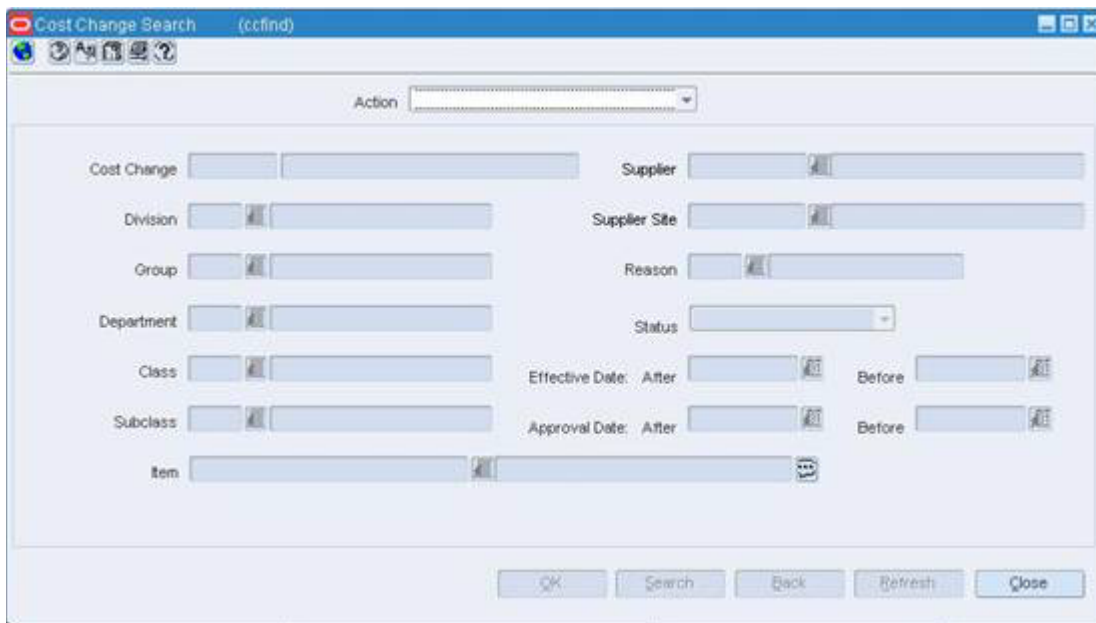 Cost Change Search (ccfind)
Action
Cost Change Supplier
Division Supplier Site
Group Reason
Department Status
Class Effective Date: After Before
Subclass Approval Date: After Before
Item
OK Search Back Refresh Close